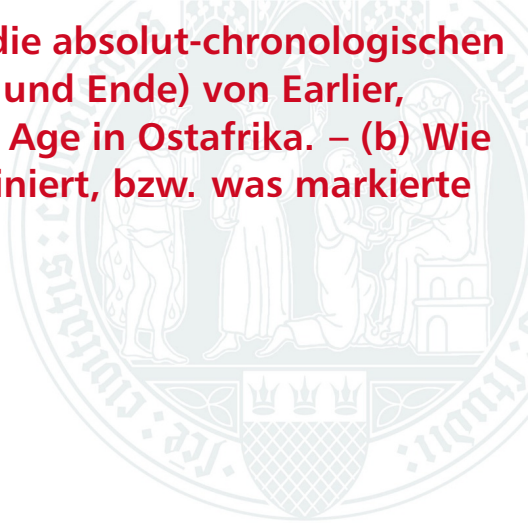 die absolut-chronologischen
und Ende) von Earlier,
Age in Ostafrika. – (b) Wie
iniert, bzw. was markierte